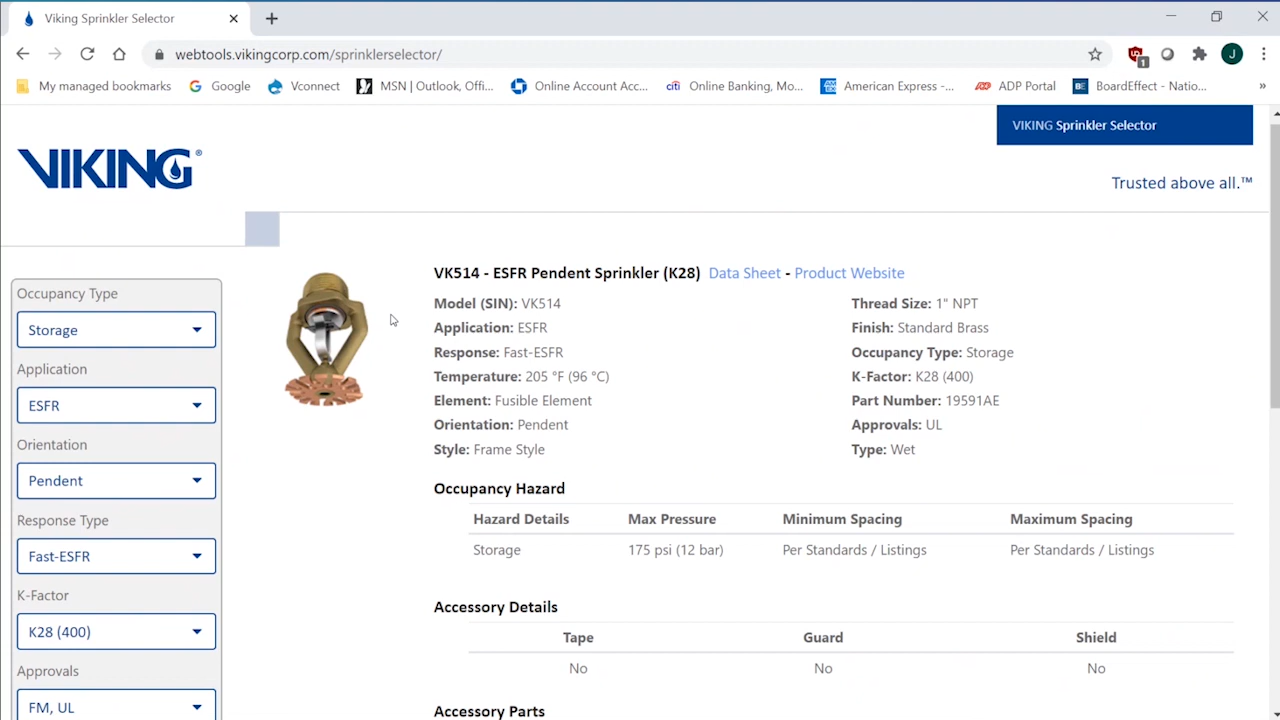 Viking Sprinkler Selector
webtools.vikingcorp.com/sprinklerselector/
1
J
My managed bookmarks
Google
Vconnect
MSN | Outlook, Offi...
Online Account Acc...
citi Online Banking, Mo...
AM EX American Express -...
ADP Portal
BE BoardEffect - Natio...
»
VIKING Sprinkler Selector
VIKING®
Trusted above all.™
Occupancy Type
Storage
Application
ESFR
Orientation
Pendent
Response Type
Fast-ESFR
K-Factor
K28 (400)
Approvals
FM, UL
VK514 - ESFR Pendent Sprinkler (K28) Data Sheet - Product Website
Model (SIN): VK514
Application: ESFR
Response: Fast-ESFR
Temperature: 205 °F (96 °C)
Element: Fusible Element
Orientation: Pendent
Style: Frame Style
Thread Size: 1" NPT
Finish: Standard Brass
Occupancy Type: Storage
K-Factor: K28 (400)
Part Number: 19591AE
Approvals: UL
Type: Wet
Occupancy Hazard
Hazard Details Max Pressure Minimum Spacing Maximum Spacing
Storage 175 psi (12 bar) Per Standards / Listings Per Standards / Listings
Accessory Details
Tape Guard Shield
No No No
Accessory Parts